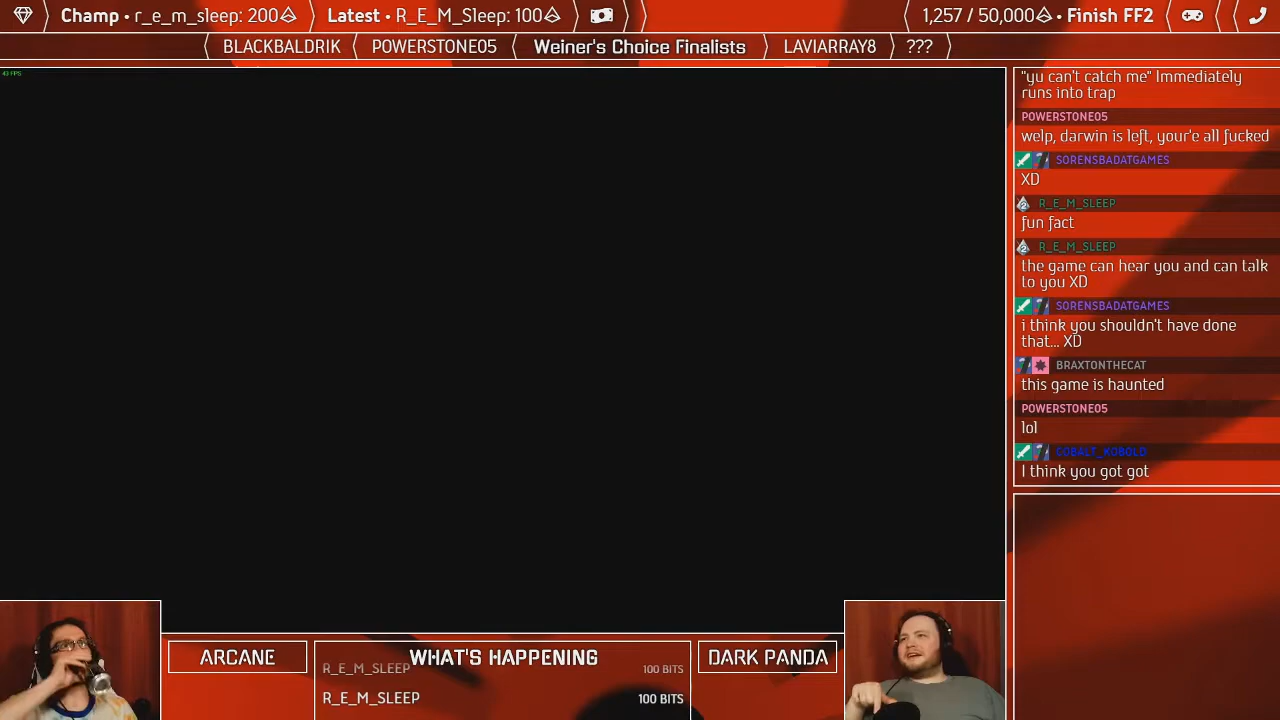 Champ • r_e_m_sleep: 200
Latest • R_E_M_Sleep: 100
1,257 / 50,000 • Finish FF2
BLACKBALDRIK
POWERSTONE05
Weiner's Choice Finalists
LAVIARRAY8
???
43 FPS
"yu can't catch me" Immediately
runs into trap
POWERSTONE05
welp, darwin is left, your'e all fucked
SORENSBADATGAMES
XD
R_E_M_SLEEP
fun fact
R_E_M_SLEEP
the game can hear you and can talk
to you XD
SORENSBADATGAMES
i think you shouldn't have done
that... XD
BRAXTONTHECAT
this game is haunted
POWERSTONE05
lol
COBALT_KOBOLD
I think you got got
ARCANE
WHAT'S HAPPENING
DARK PANDA
R_E_M_SLEEP 100 BITS
R_E_M_SLEEP 100 BITS